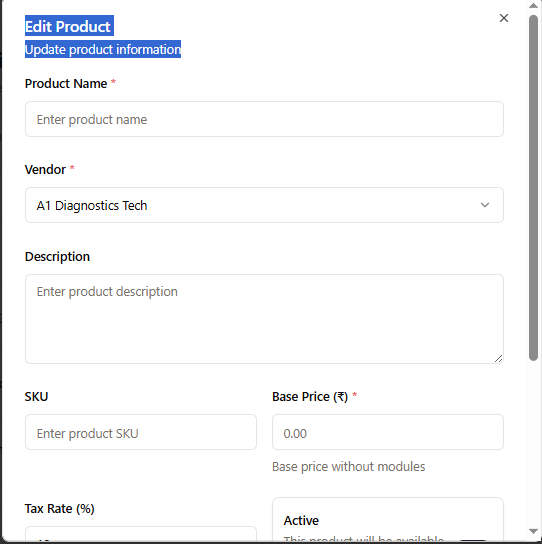 Edit Product
Update product information
Product Name *
Enter product name
Vendor *
A1 Diagnostics Tech
Description
Enter product description
SKU
Base Price (₹) *
Enter product SKU
0.00
Base price without modules
Tax Rate (%)
Active
This product will be available